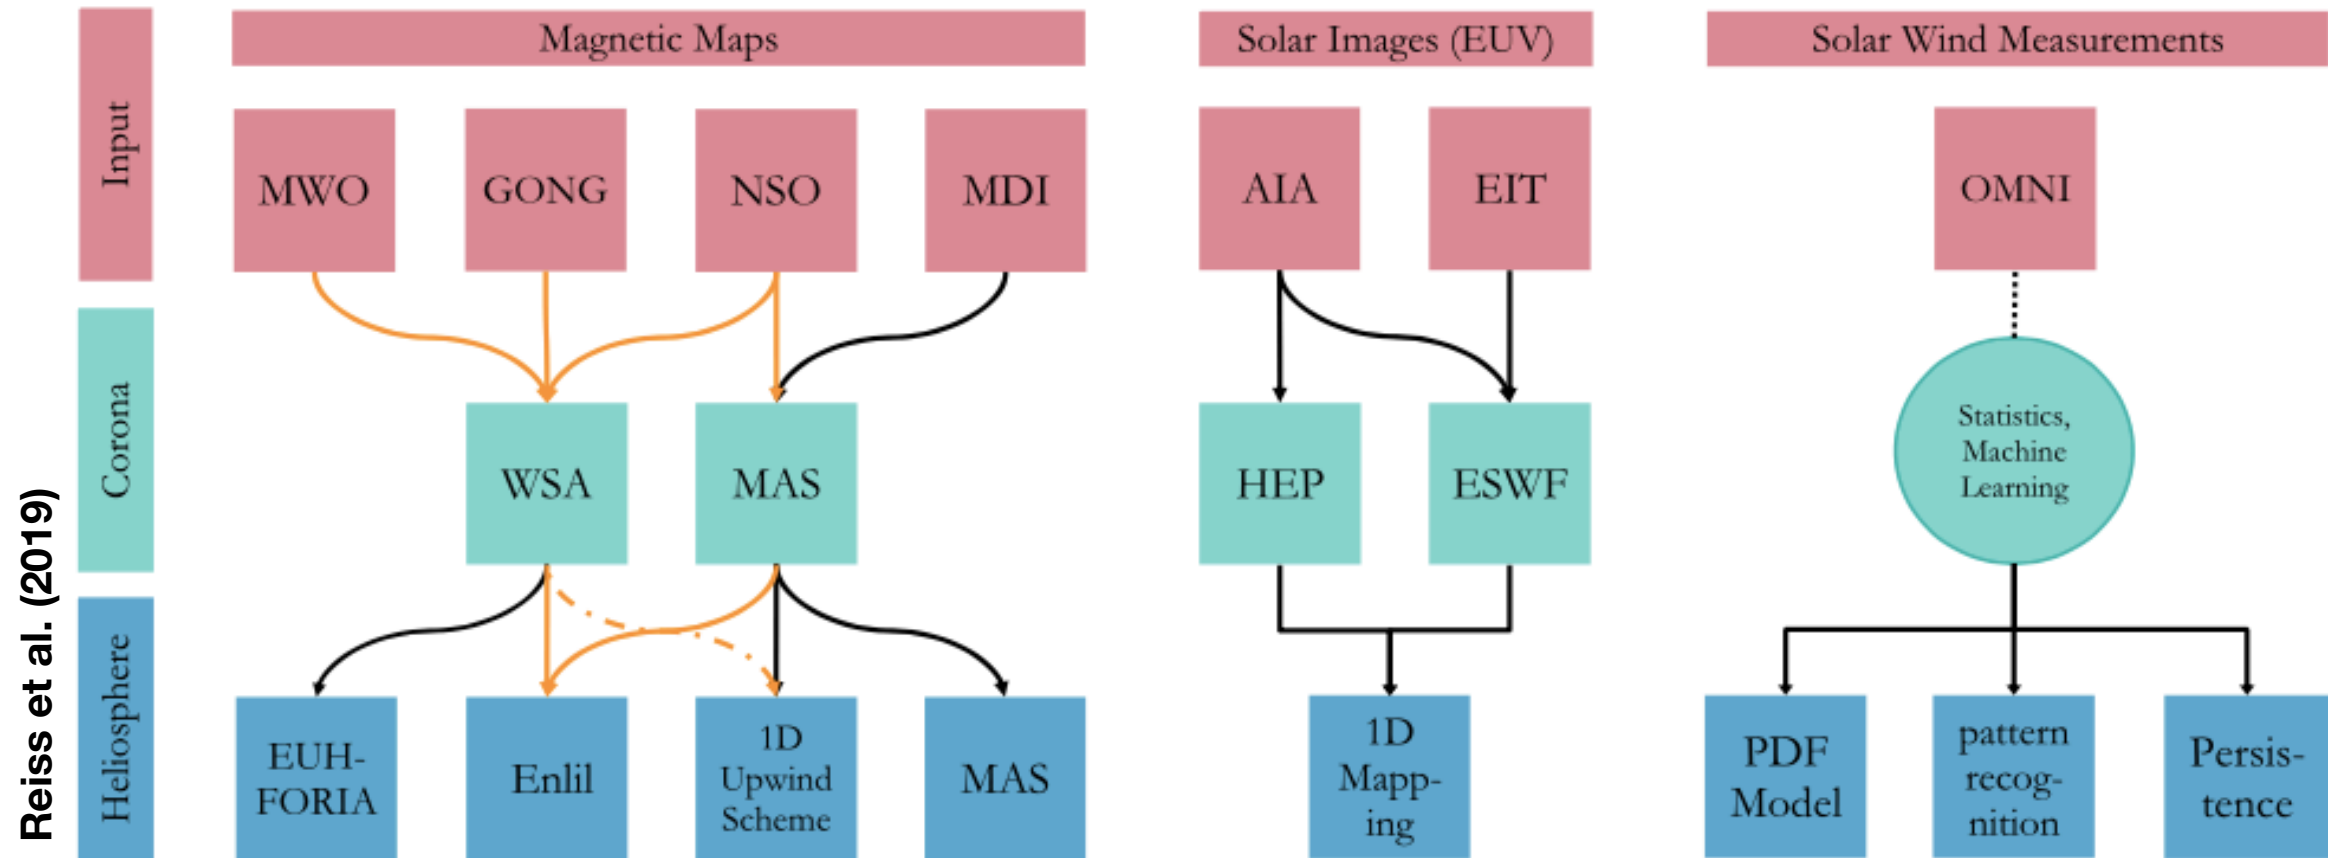 Magnetic Maps
Solar Images (EUV)
Solar Wind Measurements
Input
MWO
GONG
NSO
MDI
AIA
EIT
OMNI
Corona
WSA
MAS
HEP
ESWF
Statistics,
Machine
Learning
Reiss et al. (2019)
Heliosphere
EUH-
FORIA
Enlil
1D
Upwind
Scheme
MAS
1D
Mapp-
ing
PDF
Model
pattern
recog-
nition
Persis-
tence